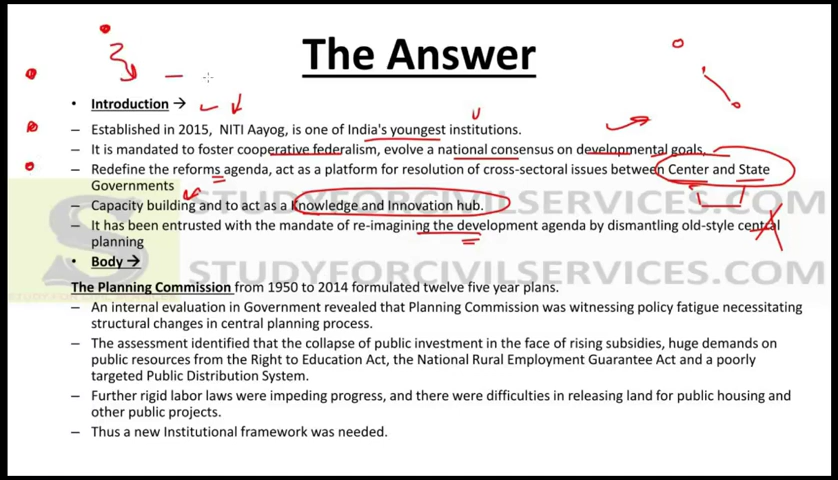 The Answer
• Introduction →
– Established in 2015, NITI Aayog, is one of India's youngest institutions.
– It is mandated to foster cooperative federalism, evolve a national consensus on developmental goals,
– Redefine the reforms agenda, act as a platform for resolution of cross-sectoral issues between Center and State
Governments
STUDYFORCIVILSERVICES.COM
– Capacity building and to act as a Knowledge and Innovation hub.
– It has been entrusted with the mandate of re-imagining the development agenda by dismantling old-style central
planning
• Body →
STUDYFORCIVILSERVICES.COM
The Planning Commission from 1950 to 2014 formulated twelve five year plans.
STUDY FOR CIVIL SERVICES
– An internal evaluation in Government revealed that Planning Commission was witnessing policy fatigue necessitating
structural changes in central planning process.
– The assessment identified that the collapse of public investment in the face of rising subsidies, huge demands on
public resources from the Right to Education Act, the National Rural Employment Guarantee Act and a poorly
targeted Public Distribution System.
– Further rigid labor laws were impeding progress, and there were difficulties in releasing land for public housing and
other public projects.
– Thus a new Institutional framework was needed.